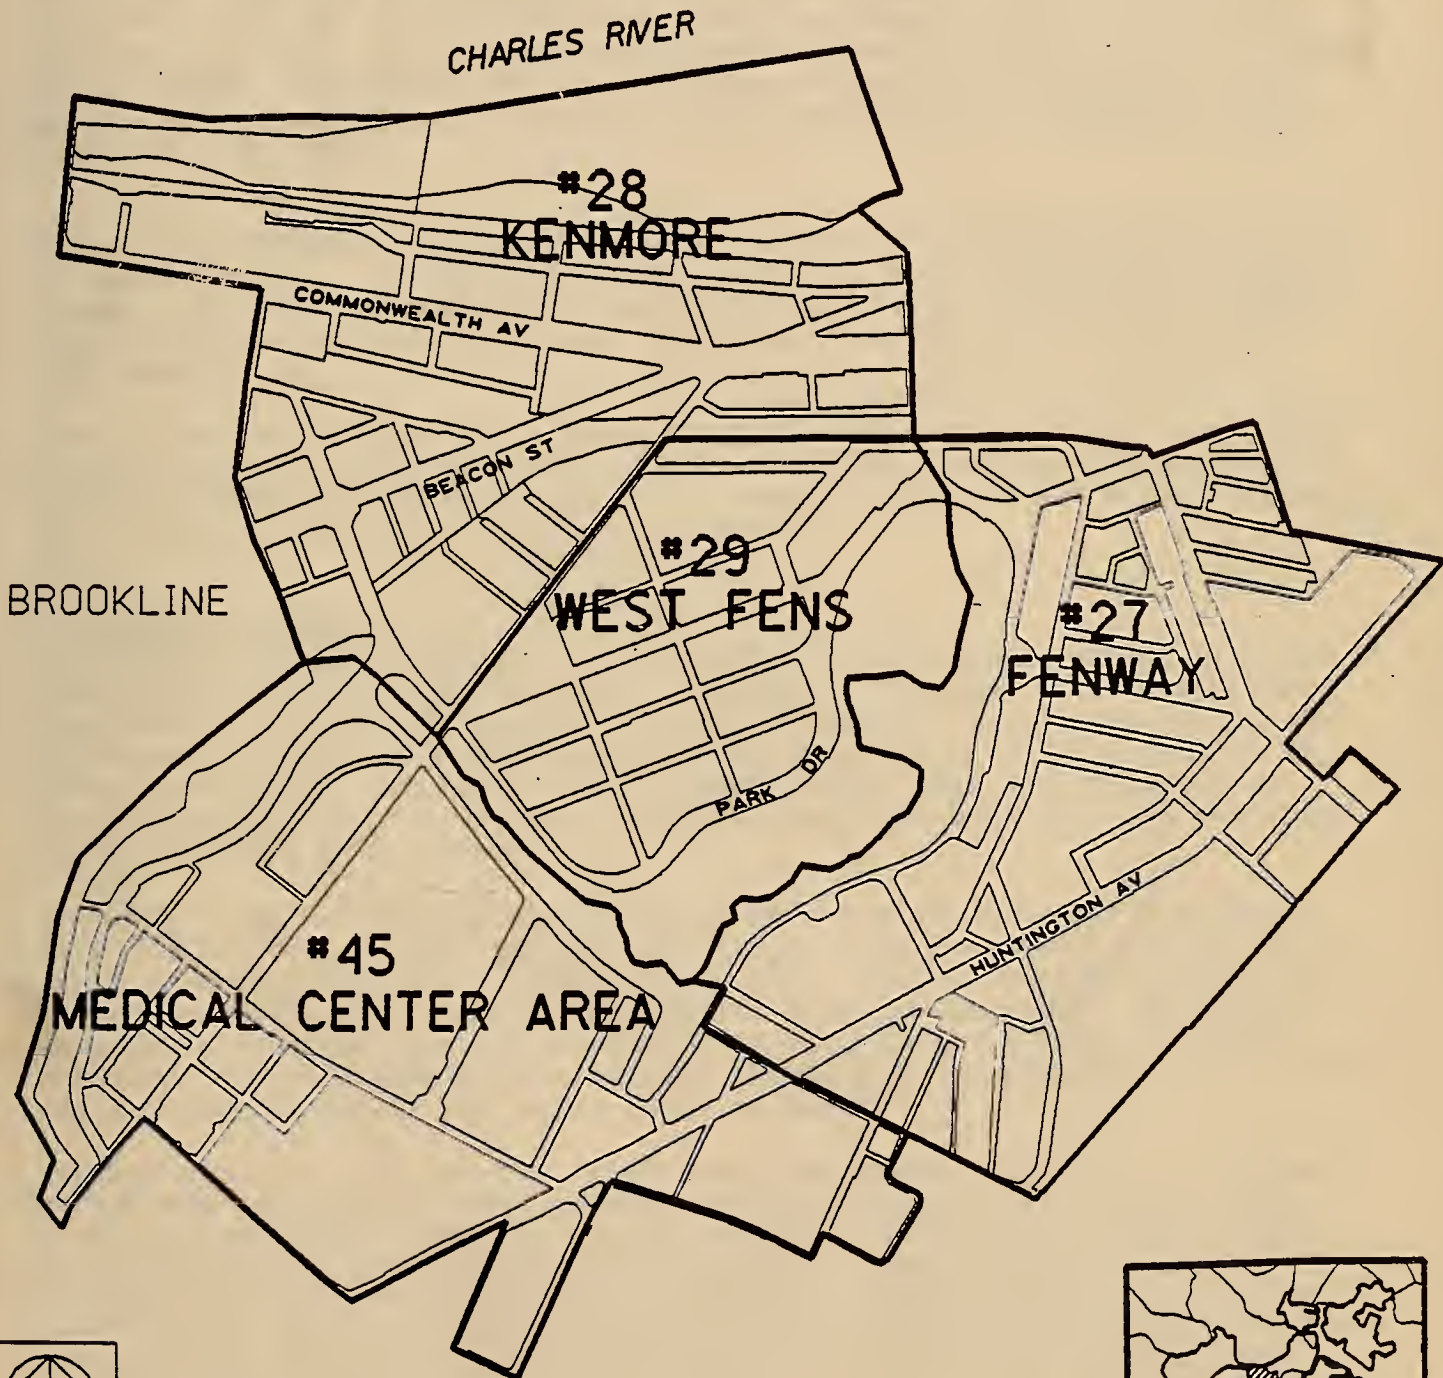 CHARLES RIVER
#28
KENMORE
COMMONWEALTH AV
BEACON ST
#29
WEST FENS
BROOKLINE
#27
FENWAY
PARK DR
HUNTINGTON AV
#45
MEDICAL CENTER AREA